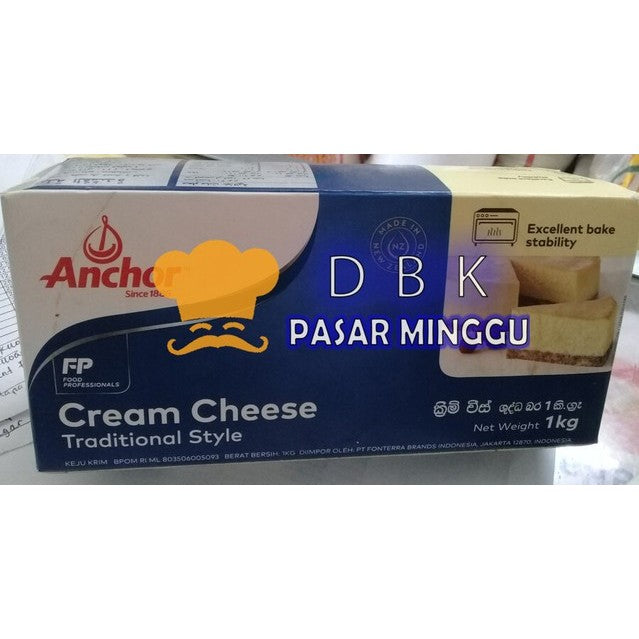 Anchor
Since 18
MADE IN
NZ
Excellent bake
stability
D B K
PASAR MINGGU
FP
FOOD
PROFESSIONALS
Cream Cheese
Traditional Style
ක්‍රීම් චීස් ශුද්ධ බර 1 කි.ග්‍රෑ
Net Weight 1kg
KEJU KRIM BPOM RI ML 803506005093 BERAT BERSIH: 1KG DIIMPOR OLEH: PT FONTERRA BRANDS INDONESIA, JAKARTA 12870, INDONESIA.